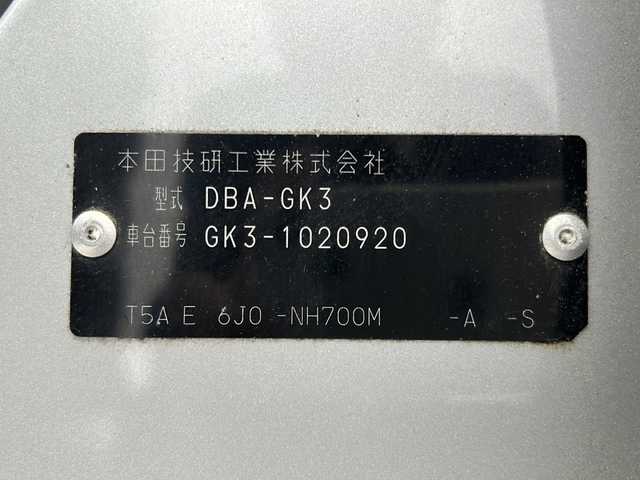 本田技研工業株式会社
型式 DBA-GK3
車台番号 GK3-1020920
T5A E 6J0 -NH700M -A -S